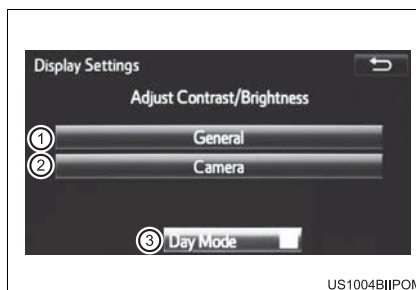 Display Settings
Adjust Contrast/Brightness
1 General
2 Camera
3 Day Mode
US1004BIIPOM